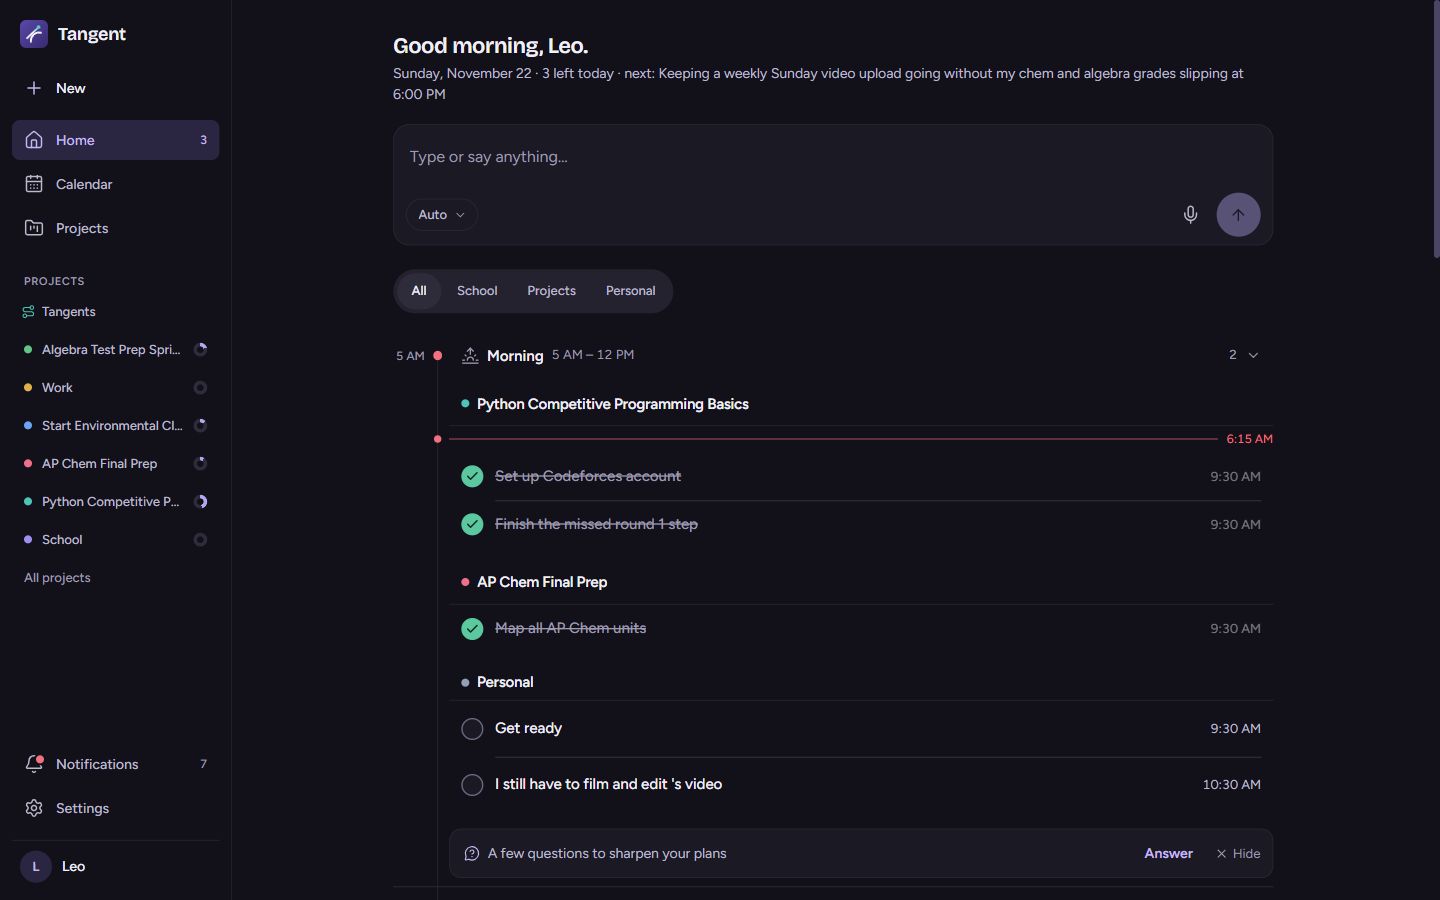 Tangent
New
Home 3
Calendar
Projects
PROJECTS
Tangents
Algebra Test Prep Spri...
Work
Start Environmental Cl...
AP Chem Final Prep
Python Competitive P...
School
All projects
Notifications 7
Settings
L Leo
Good morning, Leo.
Sunday, November 22 · 3 left today · next: Keeping a weekly Sunday video upload going without my chem and algebra grades slipping at
6:00 PM
Type or say anything...
Auto
All School Projects Personal
5 AM Morning 5 AM – 12 PM 2
Python Competitive Programming Basics
6:15 AM
Set up Codeforces account 9:30 AM
Finish the missed round 1 step 9:30 AM
AP Chem Final Prep
Map all AP Chem units 9:30 AM
Personal
Get ready 9:30 AM
I still have to film and edit 's video 10:30 AM
A few questions to sharpen your plans Answer Hide